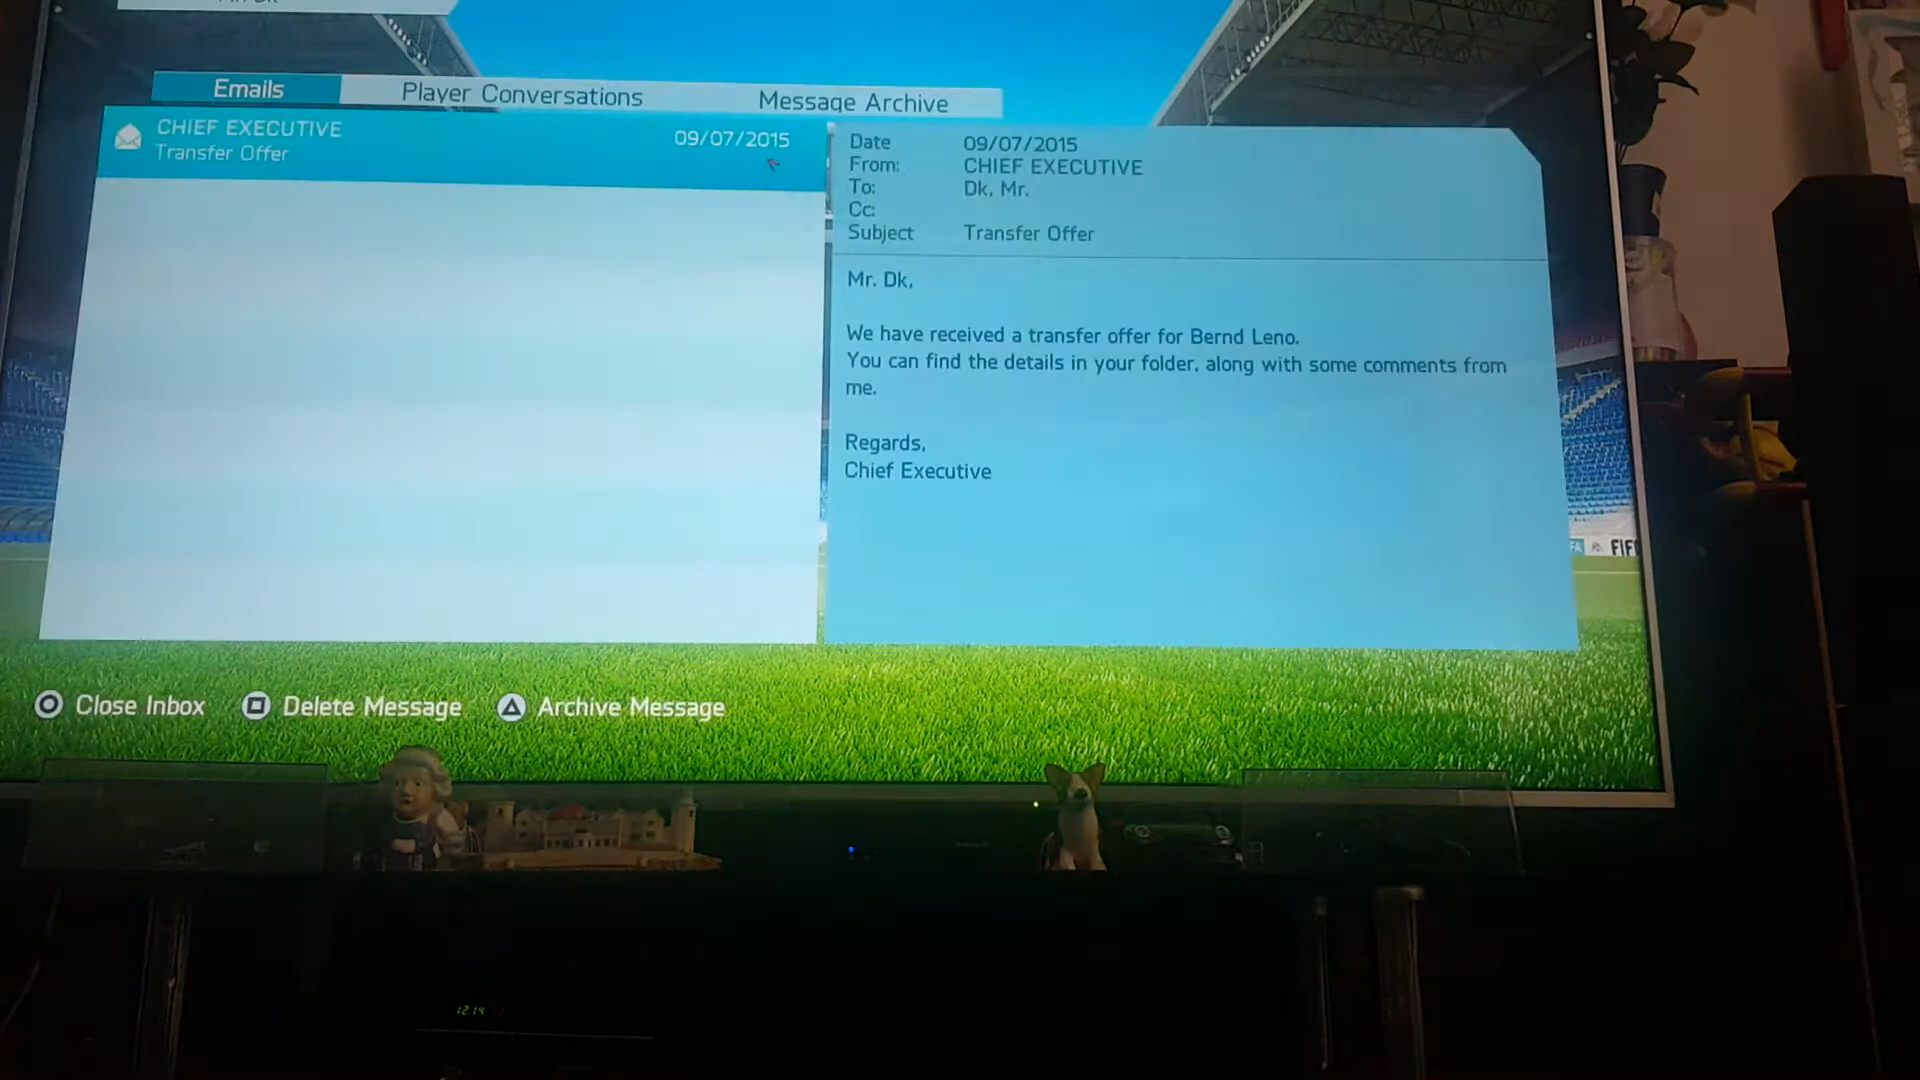 Emails
Player Conversations
Message Archive
CHIEF EXECUTIVE
09/07/2015
Transfer Offer
Date 09/07/2015
From: CHIEF EXECUTIVE
To: Dk, Mr.
Cc:
Subject Transfer Offer
Mr. Dk,
We have received a transfer offer for Bernd Leno.
You can find the details in your folder, along with some comments from
me.
Regards,
Chief Executive
FIFA
Close Inbox
Delete Message
Archive Message
12:14